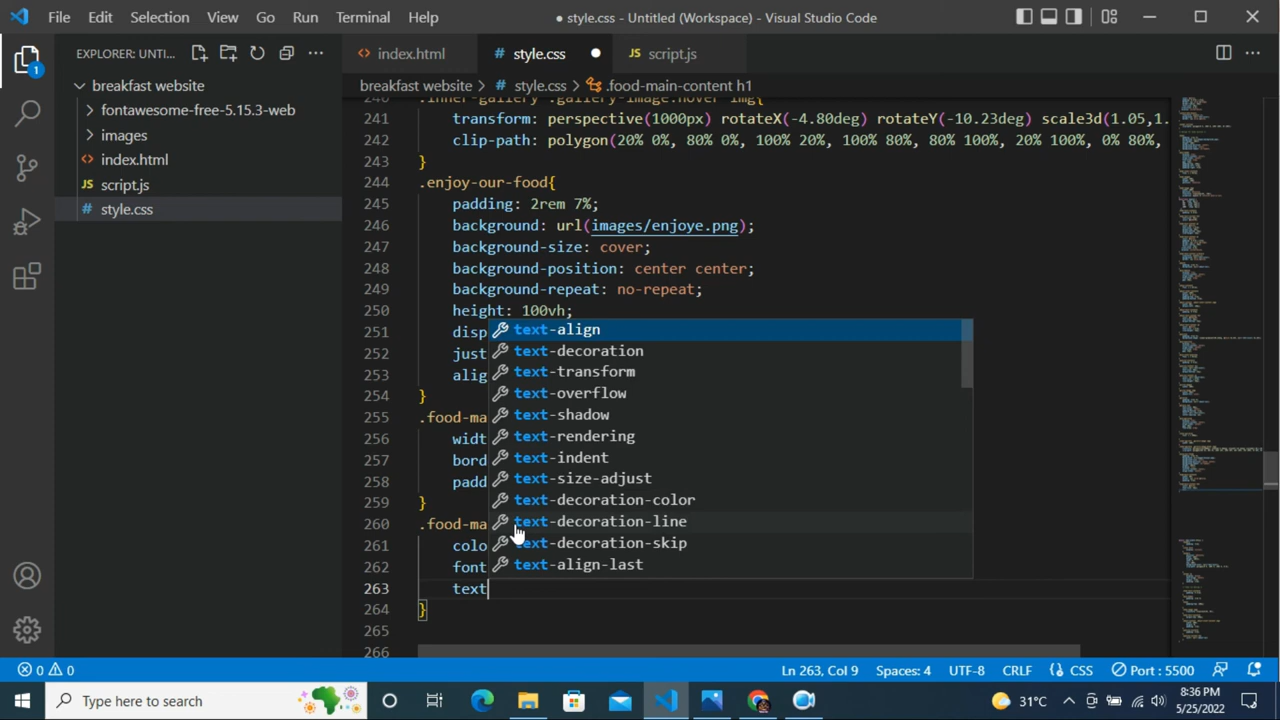 File Edit Selection View Go Run Terminal Help
● style.css - Untitled (Workspace) - Visual Studio Code
EXPLORER: UNTI...
index.html
# style.css
JS script.js
breakfast website > # style.css > .food-main-content h1
1
breakfast website
fontawesome-free-5.15.3-web
images
index.html
JS script.js
# style.css
240 .inner-gallery .gallery-image:hover img{
241 transform: perspective(1000px) rotateX(-4.80deg) rotateY(-10.23deg) scale3d(1.05,1.
242 clip-path: polygon(20% 0%, 80% 0%, 100% 20%, 100% 80%, 80% 100%, 20% 100%, 0% 80%,
243 }
244 .enjoy-our-food{
245 padding: 2rem 7%;
246 background: url(images/enjoye.png);
247 background-size: cover;
248 background-position: center center;
249 background-repeat: no-repeat;
250 height: 100vh;
251 disp
252 just
253 alig
254 }
255 .food-ma
256 widt
257 bord
258 padd
259 }
260 .food-ma
261 colo
262 font
263 text
264 }
265
266
text-align
text-decoration
text-transform
text-overflow
text-shadow
text-rendering
text-indent
text-size-adjust
text-decoration-color
text-decoration-line
text-decoration-skip
text-align-last
0 0
Ln 263, Col 9 Spaces: 4 UTF-8 CRLF {} CSS Port : 5500
Type here to search
31°C
8:36 PM
5/25/2022